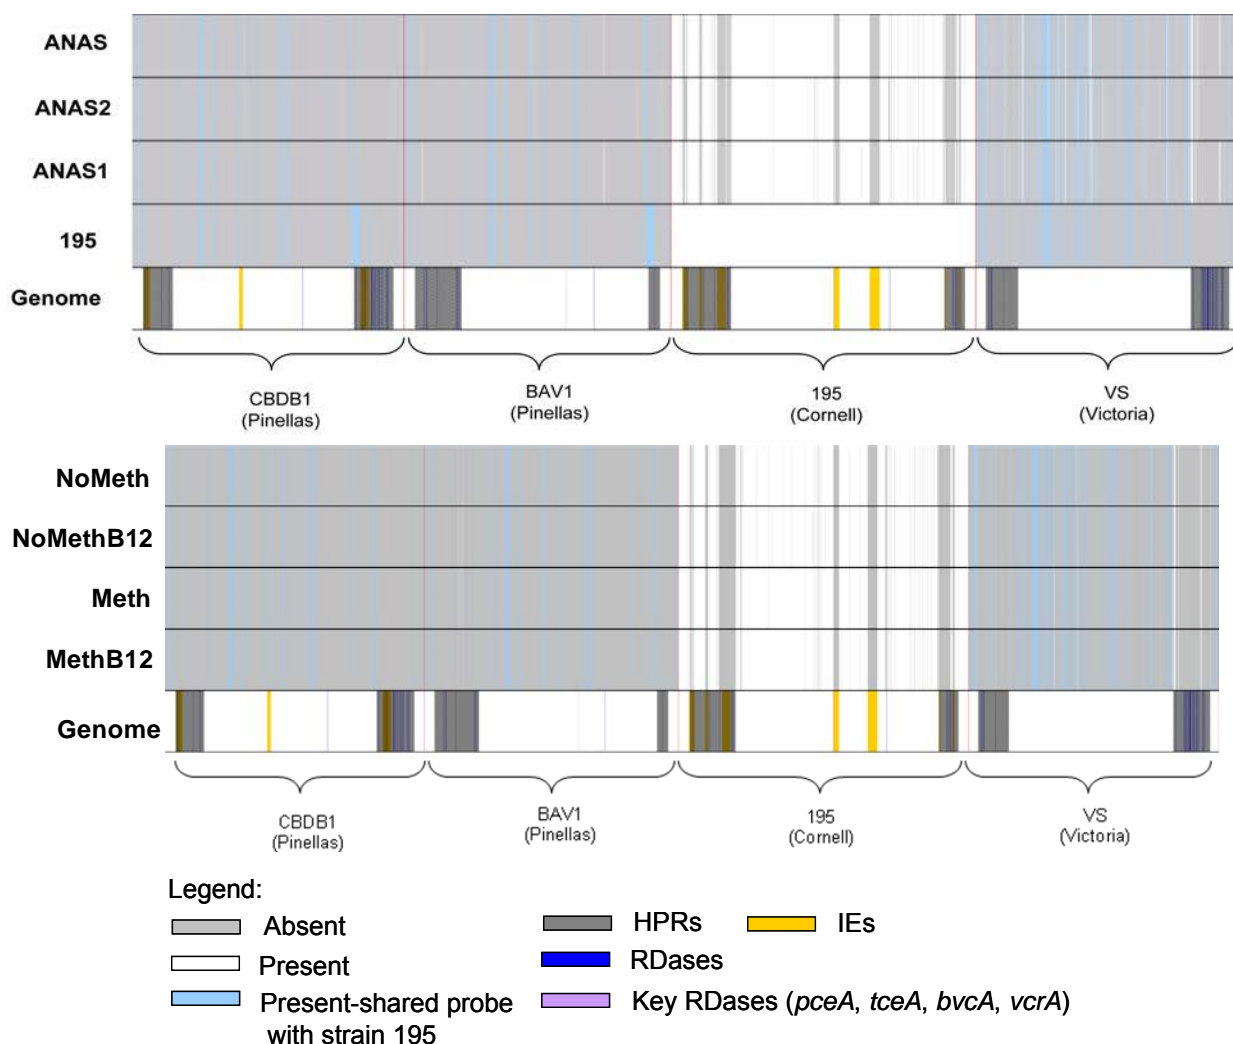 ANAS
ANAS2
ANAS1
195
Genome
CBDB1
(Pinellas)
BAV1
(Pinellas)
195
(Cornell)
VS
(Victoria)
NoMeth
NoMethB12
Meth
MethB12
Genome
CBDB1
(Pinellas)
BAV1
(Pinellas)
195
(Cornell)
VS
(Victoria)
Legend:
Absent
HPRs
IEs
Present
RDases
Present-shared probe
with strain 195
Key RDases (pceA, tceA, bvcA, vcrA)